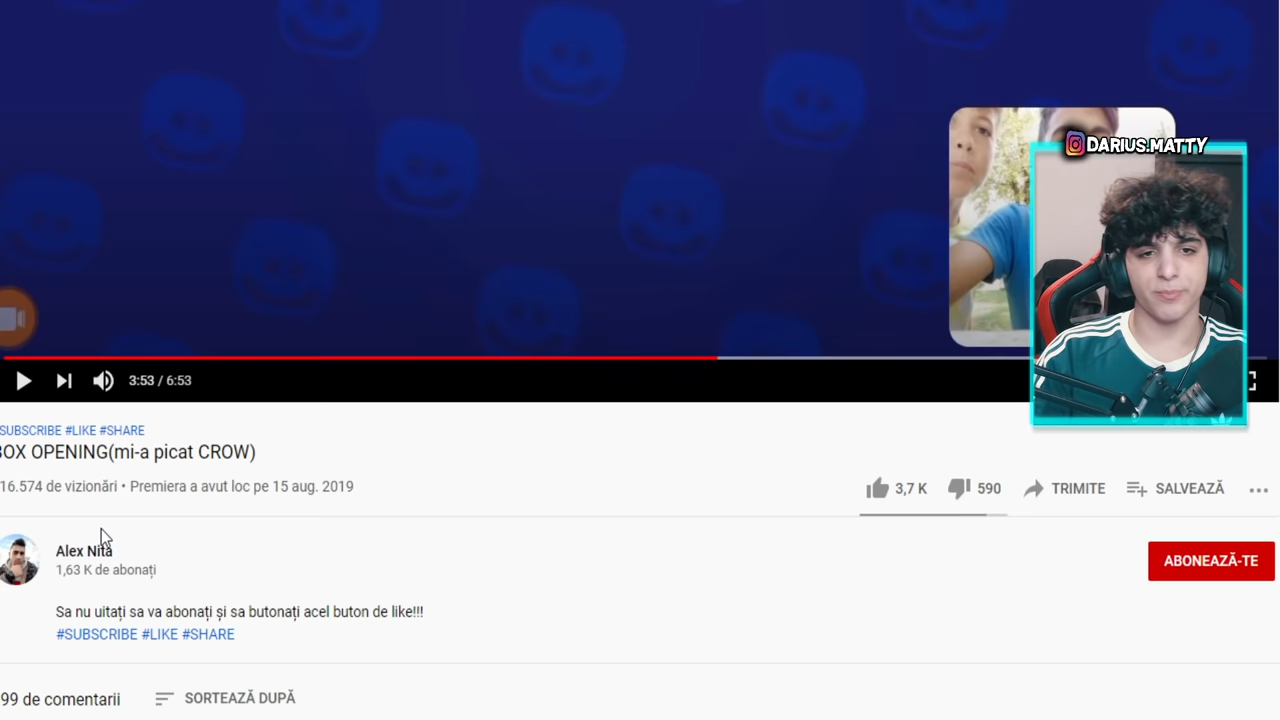 DARIUS.MATTY
3:53 / 6:53
SUBSCRIBE #LIKE #SHARE
BOX OPENING(mi-a picat CROW)
16.574 de vizionări • Premiera a avut loc pe 15 aug. 2019
3,7 K
590
TRIMITE
SALVEAZĂ
Alex Nita
1,63 K de abonați
ABONEAZĂ-TE
Sa nu uitați sa va abonați și sa butonați acel buton de like!!!
#SUBSCRIBE #LIKE #SHARE
99 de comentarii
SORTEAZĂ DUPĂ